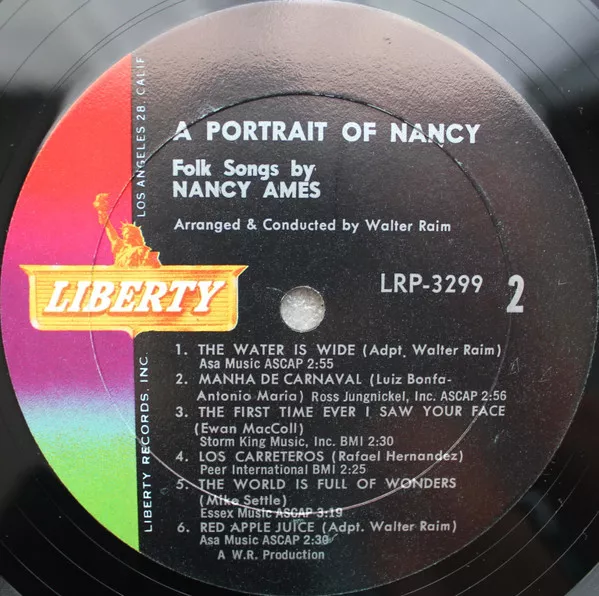 A PORTRAIT OF NANCY
Folk Songs by
NANCY AMES
Arranged & Conducted by Walter Raim
LIBERTY
LRP-3299 2
1. THE WATER IS WIDE (Adpt. Walter Raim)
Asa Music ASCAP 2:55
2. MANHA DE CARNAVAL (Luiz Bonfa-
Antonio Maria) Ross Jungnickel, Inc. ASCAP 2:56
3. THE FIRST TIME EVER I SAW YOUR FACE
(Ewan MacColl)
Storm King Music, Inc. BMI 2:30
4. LOS CARRETEROS (Rafael Hernandez)
Peer International BMI 2:25
5. THE WORLD IS FULL OF WONDERS
(Mike Settle)
Essex Music ASCAP 3:19
6. RED APPLE JUICE (Adpt. Walter Raim)
Asa Music ASCAP 2:30
A W.R. Production
LIBERTY RECORDS, INC. LOS ANGELES 28, CALIF